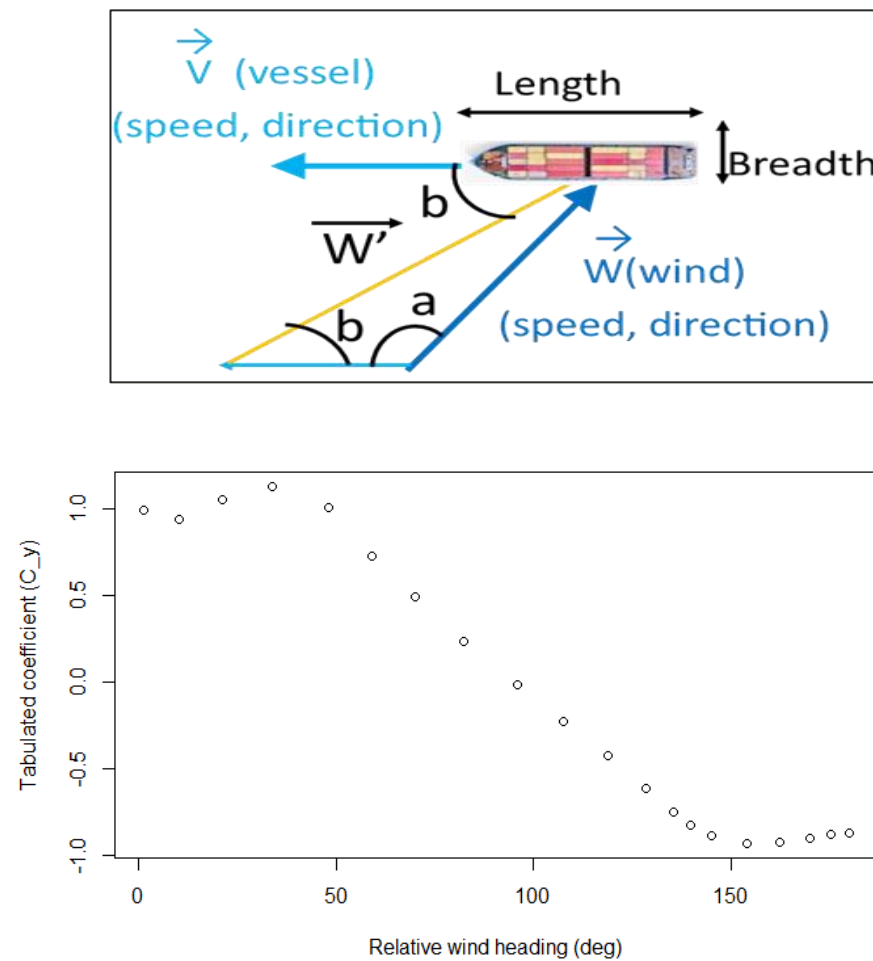 V (vessel)
(speed, direction)
Length
Breadth
b
W'
W(wind)
(speed, direction)
b
a
Tabulated coefficient (C_y)
1.0
0.5
0.0
-0.5
-1.0
0 50 100 150
Relative wind heading (deg)